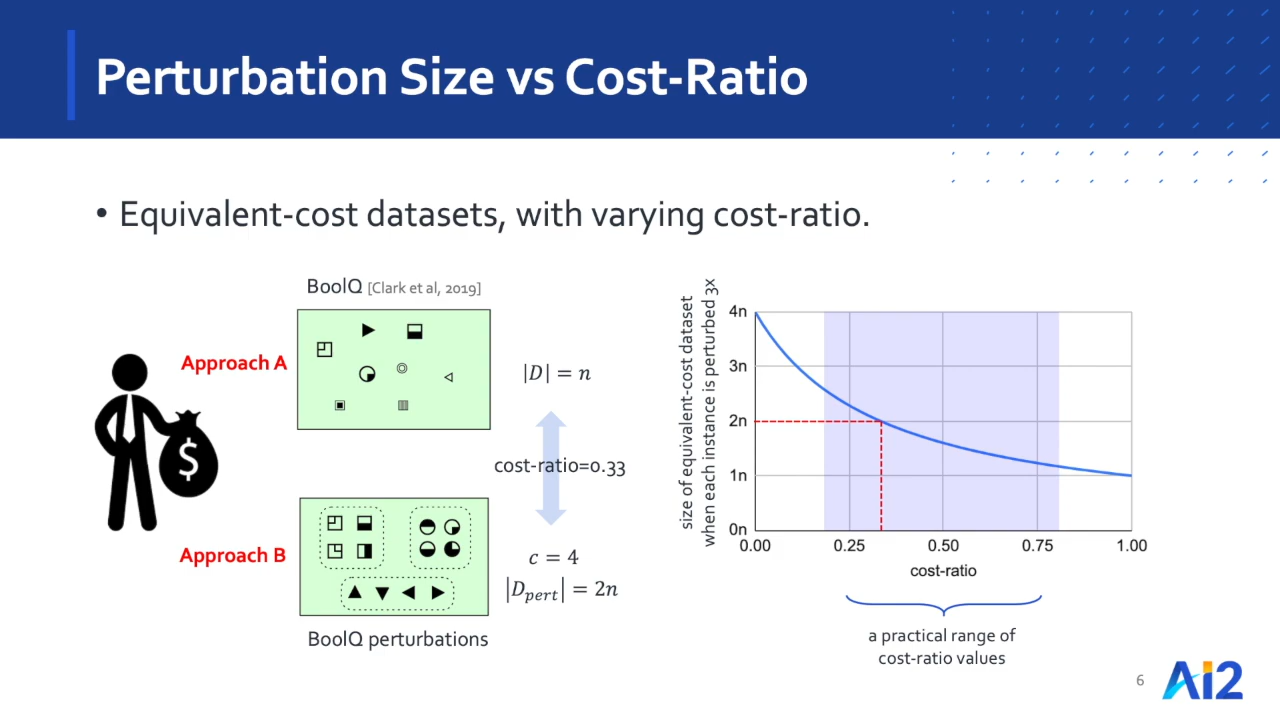 Perturbation Size vs Cost-Ratio
• Equivalent-cost datasets, with varying cost-ratio.
BoolQ [Clark et al, 2019]
Approach A
|D| = n
$
cost-ratio=0.33
Approach B
c = 4
|D_pert| = 2n
BoolQ perturbations
size of equivalent-cost dataset
when each instance is perturbed 3x
4n
3n
2n
1n
0n
0.00 0.25 0.50 0.75 1.00
cost-ratio
a practical range of
cost-ratio values
6
Ai2